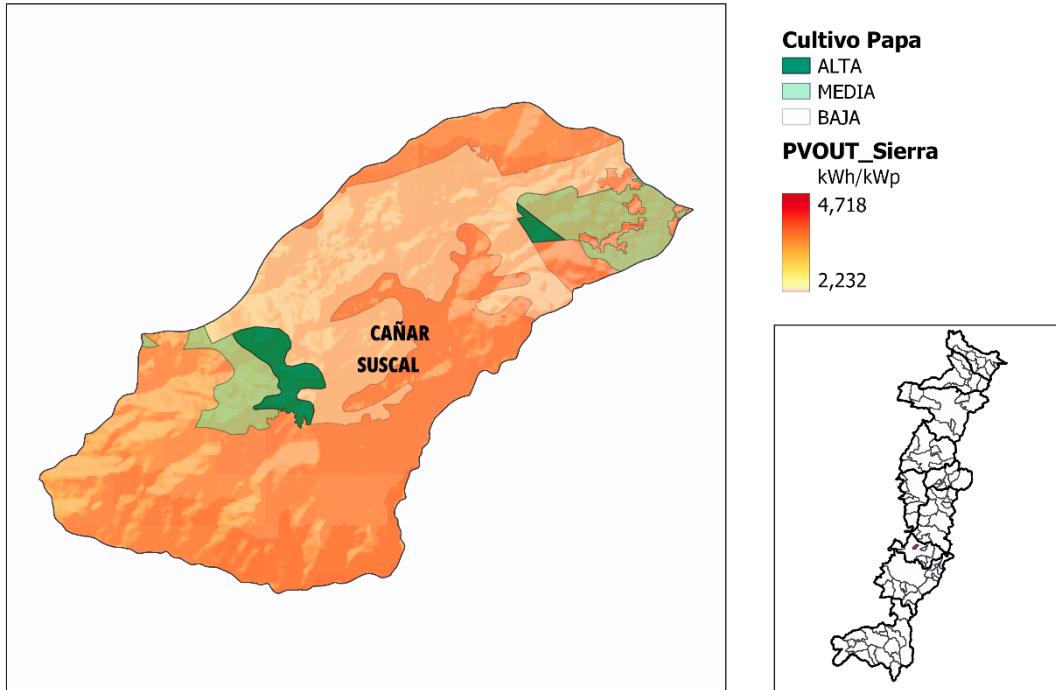 Cultivo Papa
ALTA
MEDIA
BAJA
PVOUT_Sierra
kWh/kWp
4,718
2,232
CAÑAR
SUSCAL